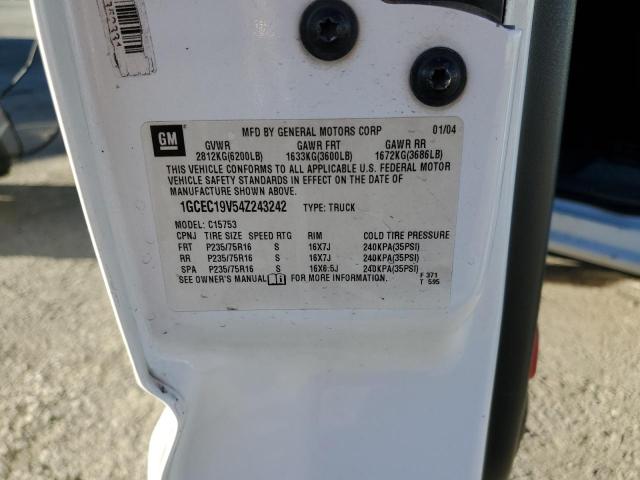 GM
MFD BY GENERAL MOTORS CORP 01/04
GVWR GAWR FRT GAWR RR
2812KG(6200LB) 1633KG(3600LB) 1672KG(3686LB)
THIS VEHICLE CONFORMS TO ALL APPLICABLE U.S. FEDERAL MOTOR
VEHICLE SAFETY STANDARDS IN EFFECT ON THE DATE OF
MANUFACTURE SHOWN ABOVE.
1GCEC19V54Z243242 TYPE: TRUCK
MODEL: C15753
CPNJ TIRE SIZE SPEED RTG RIM COLD TIRE PRESSURE
FRT P235/75R16 S 16X7J 240KPA(35PSI)
RR P235/75R16 S 16X7J 240KPA(35PSI)
SPA P235/75R16 S 16X6.5J 240KPA(35PSI)
SEE OWNER'S MANUAL FOR MORE INFORMATION.
F 371
T 595